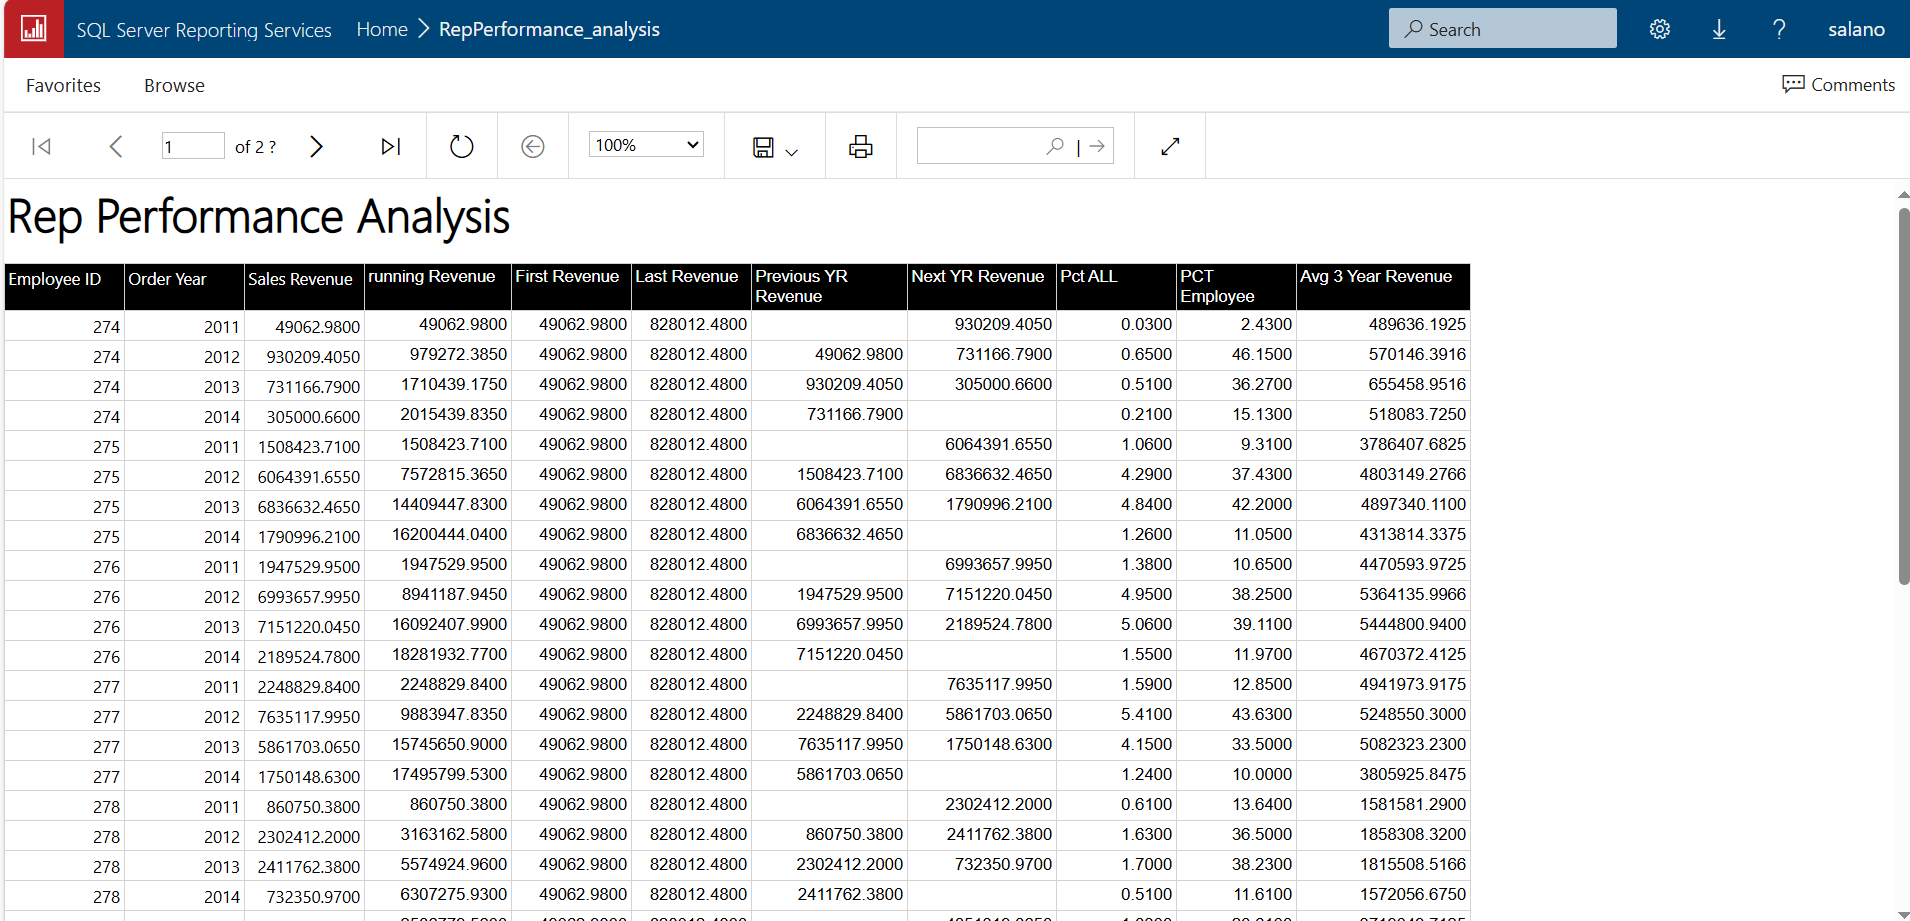 SQL Server Reporting Services Home RepPerformance_analysis Search ? salano
Favorites Browse Comments
1 of 2 ? 100% |
Rep Performance Analysis
Employee ID Order Year Sales Revenue running Revenue First Revenue Last Revenue Previous YR Revenue Next YR Revenue Pct ALL PCT Employee Avg 3 Year Revenue
274 2011 49062.9800 49062.9800 49062.9800 828012.4800 930209.4050 0.0300 2.4300 489636.1925
274 2012 930209.4050 979272.3850 49062.9800 828012.4800 49062.9800 731166.7900 0.6500 46.1500 570146.3916
274 2013 731166.7900 1710439.1750 49062.9800 828012.4800 930209.4050 305000.6600 0.5100 36.2700 655458.9516
274 2014 305000.6600 2015439.8350 49062.9800 828012.4800 731166.7900 0.2100 15.1300 518083.7250
275 2011 1508423.7100 1508423.7100 49062.9800 828012.4800 6064391.6550 1.0600 9.3100 3786407.6825
275 2012 6064391.6550 7572815.3650 49062.9800 828012.4800 1508423.7100 6836632.4650 4.2900 37.4300 4803149.2766
275 2013 6836632.4650 14409447.8300 49062.9800 828012.4800 6064391.6550 1790996.2100 4.8400 42.2000 4897340.1100
275 2014 1790996.2100 16200444.0400 49062.9800 828012.4800 6836632.4650 1.2600 11.0500 4313814.3375
276 2011 1947529.9500 1947529.9500 49062.9800 828012.4800 6993657.9950 1.3800 10.6500 4470593.9725
276 2012 6993657.9950 8941187.9450 49062.9800 828012.4800 1947529.9500 7151220.0450 4.9500 38.2500 5364135.9966
276 2013 7151220.0450 16092407.9900 49062.9800 828012.4800 6993657.9950 2189524.7800 5.0600 39.1100 5444800.9400
276 2014 2189524.7800 18281932.7700 49062.9800 828012.4800 7151220.0450 1.5500 11.9700 4670372.4125
277 2011 2248829.8400 2248829.8400 49062.9800 828012.4800 7635117.9950 1.5900 12.8500 4941973.9175
277 2012 7635117.9950 9883947.8350 49062.9800 828012.4800 2248829.8400 5861703.0650 5.4100 43.6300 5248550.3000
277 2013 5861703.0650 15745650.9000 49062.9800 828012.4800 7635117.9950 1750148.6300 4.1500 33.5000 5082323.2300
277 2014 1750148.6300 17495799.5300 49062.9800 828012.4800 5861703.0650 1.2400 10.0000 3805925.8475
278 2011 860750.3800 860750.3800 49062.9800 828012.4800 2302412.2000 0.6100 13.6400 1581581.2900
278 2012 2302412.2000 3163162.5800 49062.9800 828012.4800 860750.3800 2411762.3800 1.6300 36.5000 1858308.3200
278 2013 2411762.3800 5574924.9600 49062.9800 828012.4800 2302412.2000 732350.9700 1.7000 38.2300 1815508.5166
278 2014 732350.9700 6307275.9300 49062.9800 828012.4800 2411762.3800 0.5100 11.6100 1572056.6750